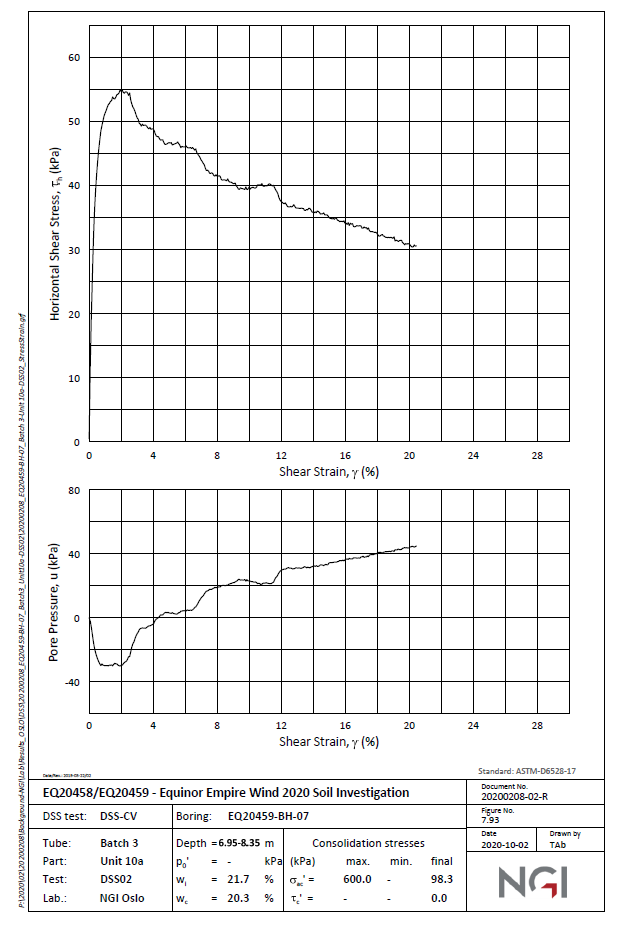 60
50
40
30
20
10
0
Horizontal Shear Stress, τh (kPa)
0 4 8 12 16 20 24 28
Shear Strain, γ (%)
80
40
0
-40
Pore Pressure, u (kPa)
0 4 8 12 16 20 24 28
Shear Strain, γ (%)
Standard: ASTM-D6528-17
EQ20458/EQ20459 - Equinor Empire Wind 2020 Soil Investigation
Document No.
20200208-02-R
DSS test: DSS-CV
Boring: EQ20459-BH-07
Figure No.
7.93
Date
2020-10-02
Drawn by
TAb
Tube: Batch 3
Depth = 6.95-8.35 m
Consolidation stresses
Part: Unit 10a
p0' = - kPa
(kPa) max. min. final
Test: DSS02
wi = 21.7 %
σac' = 600.0 - 98.3
Lab.: NGI Oslo
wc = 20.3 %
τc' = - - 0.0
NGI